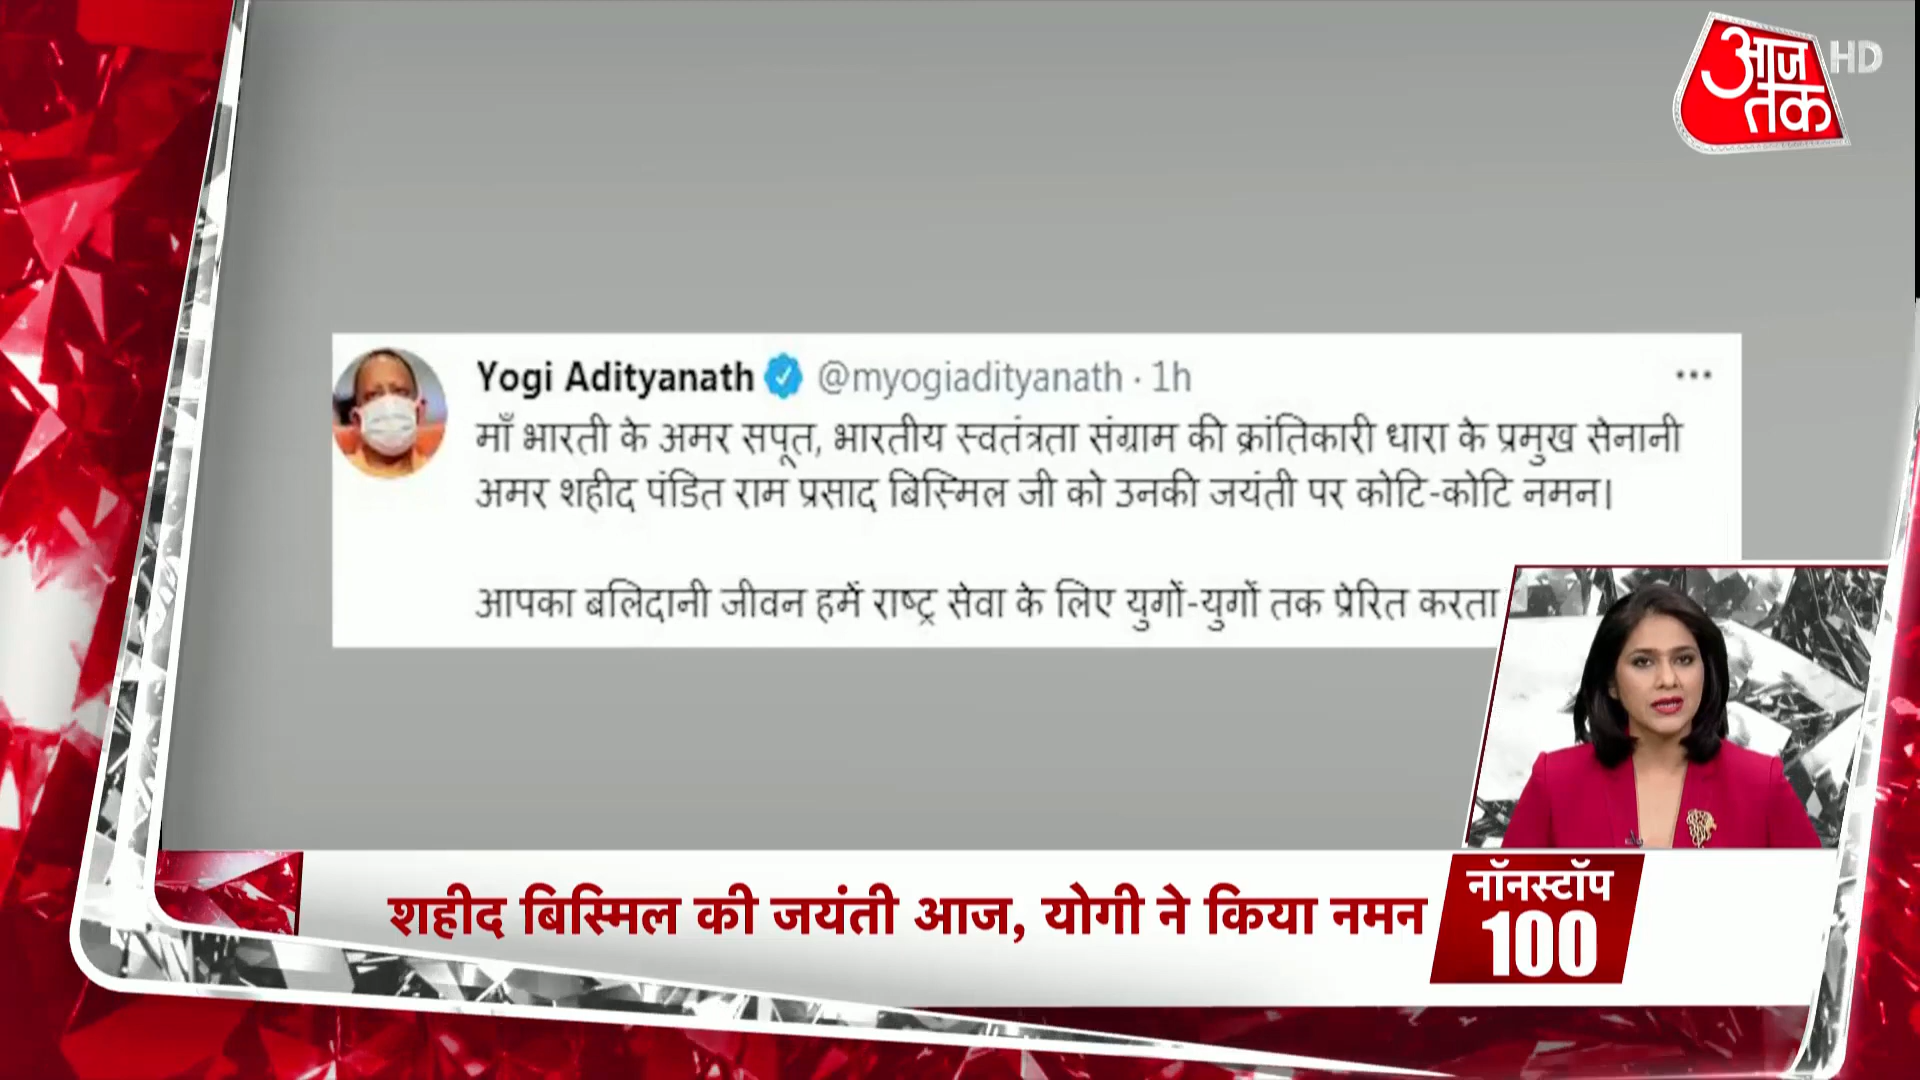 आज तक HD
Yogi Adityanath @myogiadityanath · 1h
माँ भारती के अमर सपूत, भारतीय स्वतंत्रता संग्राम की क्रांतिकारी धारा के प्रमुख सेनानी
अमर शहीद पंडित राम प्रसाद बिस्मिल जी को उनकी जयंती पर कोटि-कोटि नमन।
आपका बलिदानी जीवन हमें राष्ट्र सेवा के लिए युगों-युगों तक प्रेरित करता
शहीद बिस्मिल की जयंती आज, योगी ने किया नमन
नॉनस्टॉप
100